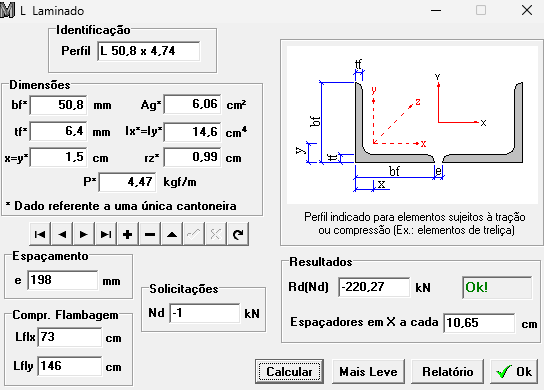 L Laminado
Identificação
Perfil L 50,8 x 4,74
Dimensões
bf* 50,8 mm Ag* 6,06 cm²
tf* 6,4 mm Ix*=Iy* 14,6 cm⁴
x=y* 1,5 cm rz* 0,99 cm
P* 4,47 kgf/m
* Dado referente a uma única cantoneira
tf
y
z
x
Y
X
bf
y
tf
bf
e
x
Perfil indicado para elementos sujeitos à tração
ou compressão (Ex.: elementos de treliça)
Espaçamento
e 198 mm
Compr. Flambagem
Lflx 73 cm
Lfly 146 cm
Solicitações
Nd -1 kN
Resultados
Rd(Nd) -220,27 kN Ok!
Espaçadores em X a cada 10,65 cm
Calcular Mais Leve Relatório Ok